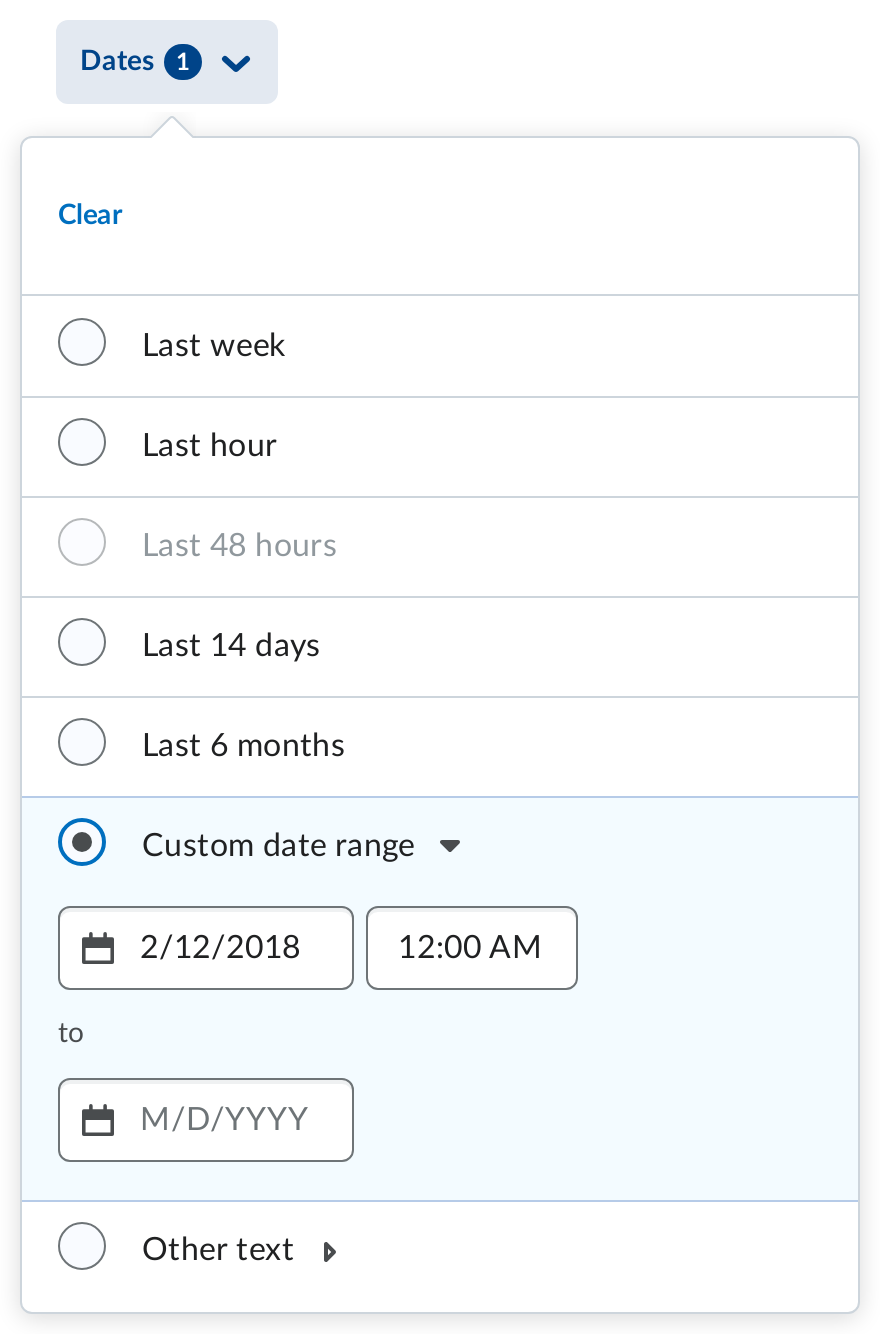 Dates 1
Clear
Last week
Last hour
Last 48 hours
Last 14 days
Last 6 months
Custom date range
2/12/2018 12:00 AM
to
M/D/YYYY
Other text